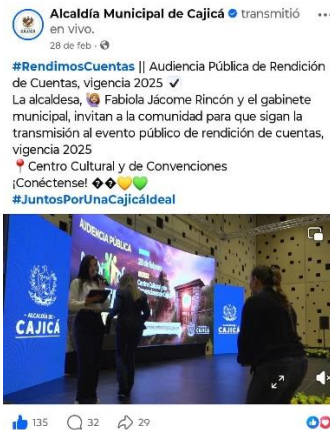 Alcaldía Municipal de Cajicá transmitió
en vivo.
28 de feb ·
#RendimosCuentas || Audiencia Pública de Rendición
de Cuentas, vigencia 2025 ✓
La alcaldesa, 🙋 Fabiola Jácome Rincón y el gabinete
municipal, invitan a la comunidad para que sigan la
transmisión al evento público de rendición de cuentas,
vigencia 2025
📍Centro Cultural y de Convenciones
¡Conéctense! ��💛💚
#JuntosPorUnaCajicáIdeal
AUDIENCIA PÚBLICA
ALCALDÍA DE
CAJICÁ
CAJICÁ
135 32 29